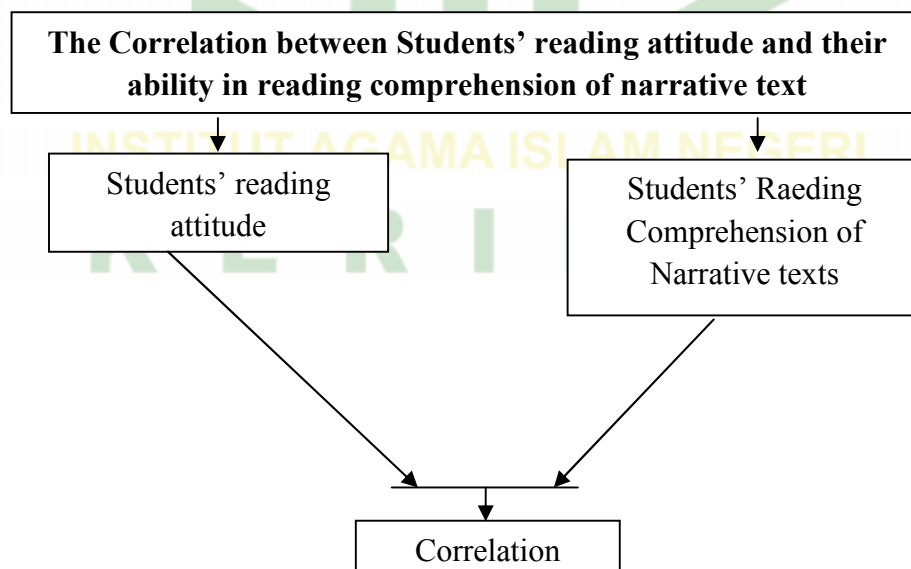 The Correlation between Students’ reading attitude and their
ability in reading comprehension of narrative text
INSTITUT AGAMA ISLAM NEGERI
Students’ reading
attitude
Students’ Raeding
Comprehension of
Narrative texts
Correlation